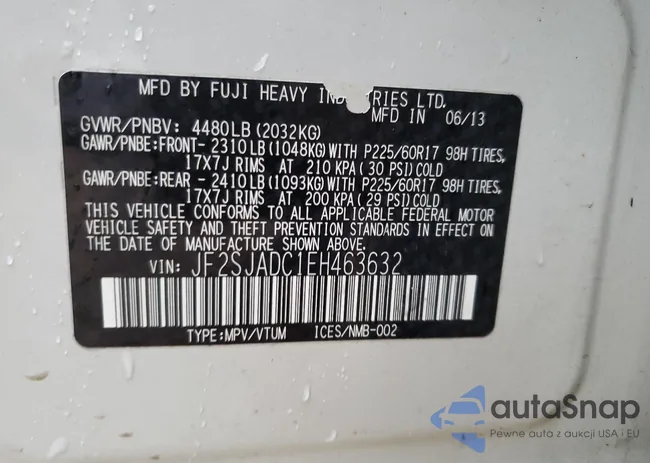 MFD BY FUJI HEAVY IND TRIES LTD.
MFD IN 06/13
GVWR/PNBV: 4480LB(2032KG)
GAWR/PNBE:FRONT- 2310LB(1048KG)WITH P225/60R17 98H TIRES,
17X7J RIMS AT 210 KPA(30 PSI)COLD
GAWR/PNBE:REAR -2410LB(1093KG)WITH P225/60R17 98H TIRES,
17X7J RIMS AT 200 KPA(29 PSI)COLD
THIS VEHICLE CONFORMS TO ALL APPLICABLE FEDERAL MOTOR
VEHICLE SAFETY AND THEFT PREVENTION STANDARDS
IN EFFECT ON THE DATE OF MANUFACTURE SHOWN ABOVE.
VIN: JF2SJADC1EH463632
TYPE:MPV/VTUM ICES/NMB-002
autoSnap
Pewne auta z aukcji USA i EU